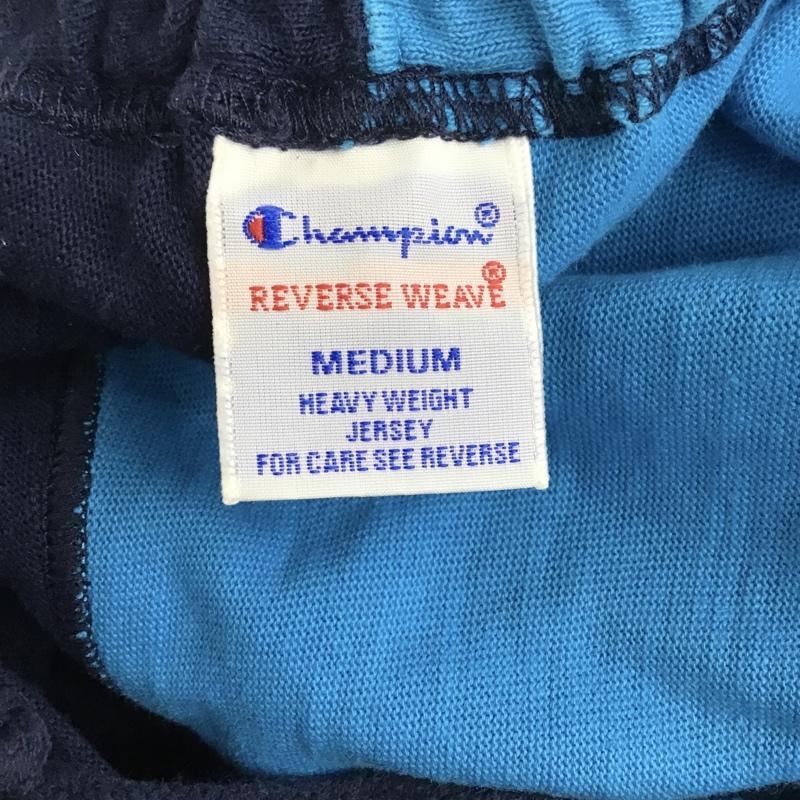 Champion®
REVERSE WEAVE®
MEDIUM
HEAVY WEIGHT
JERSEY
FOR CARE SEE REVERSE